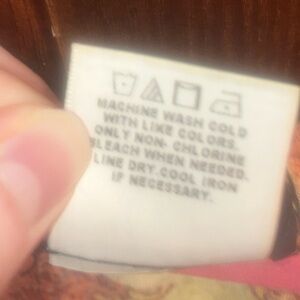 MACHINE WASH COLD
WITH LIKE COLORS.
ONLY NON- CHLORINE
BLEACH WHEN NEEDED.
LINE DRY.COOL IRON
IF NECESSARY.